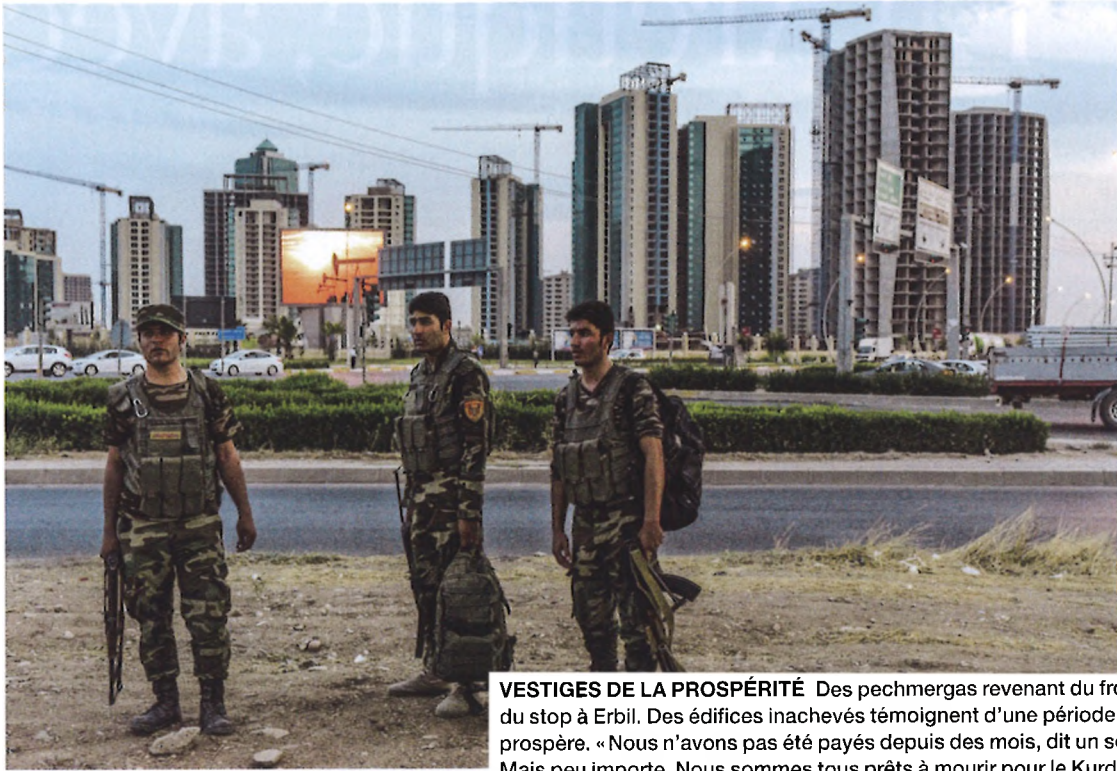 VESTIGES DE LA PROSPÉRITÉ Des pechmergas revenant du fro
du stop à Erbil. Des édifices inachevés témoignent d'une période
prospère. « Nous n'avons pas été payés depuis des mois, dit un so
Mais peu importe. Nous sommes tous prêts à mourir pour le Kurd